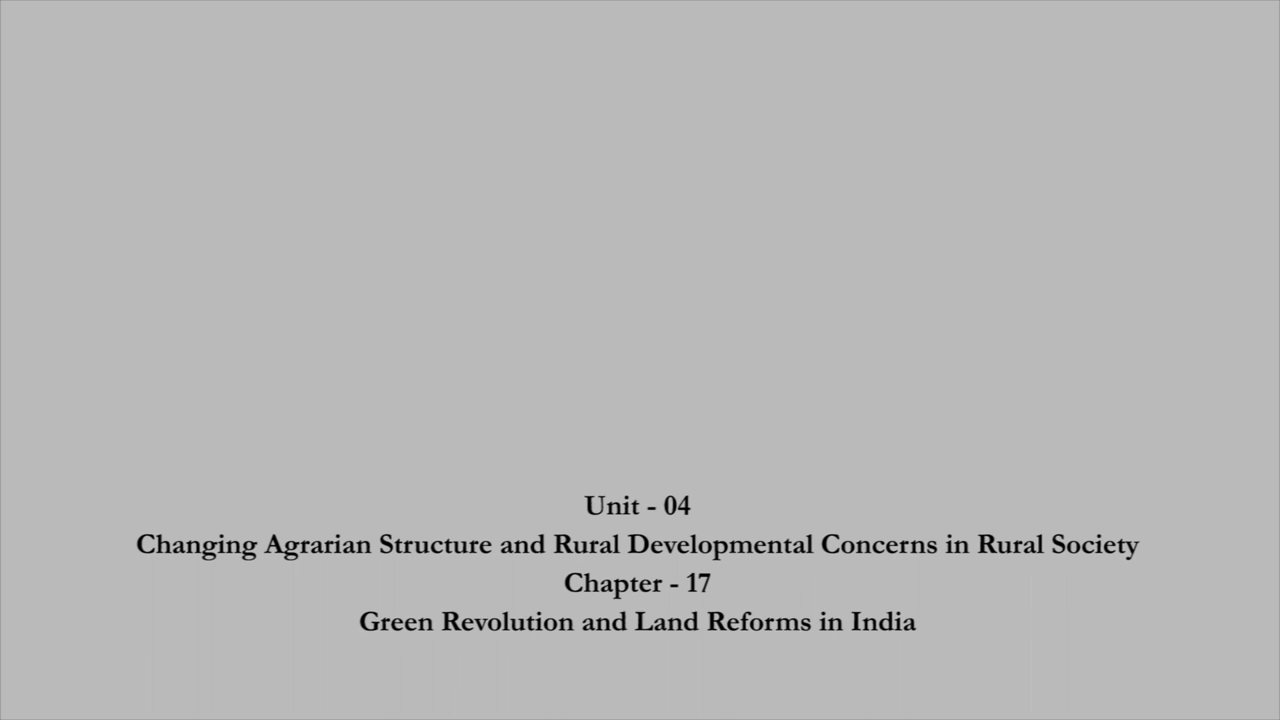 Unit - 04
Changing Agrarian Structure and Rural Developmental Concerns in Rural Society
Chapter - 17
Green Revolution and Land Reforms in India